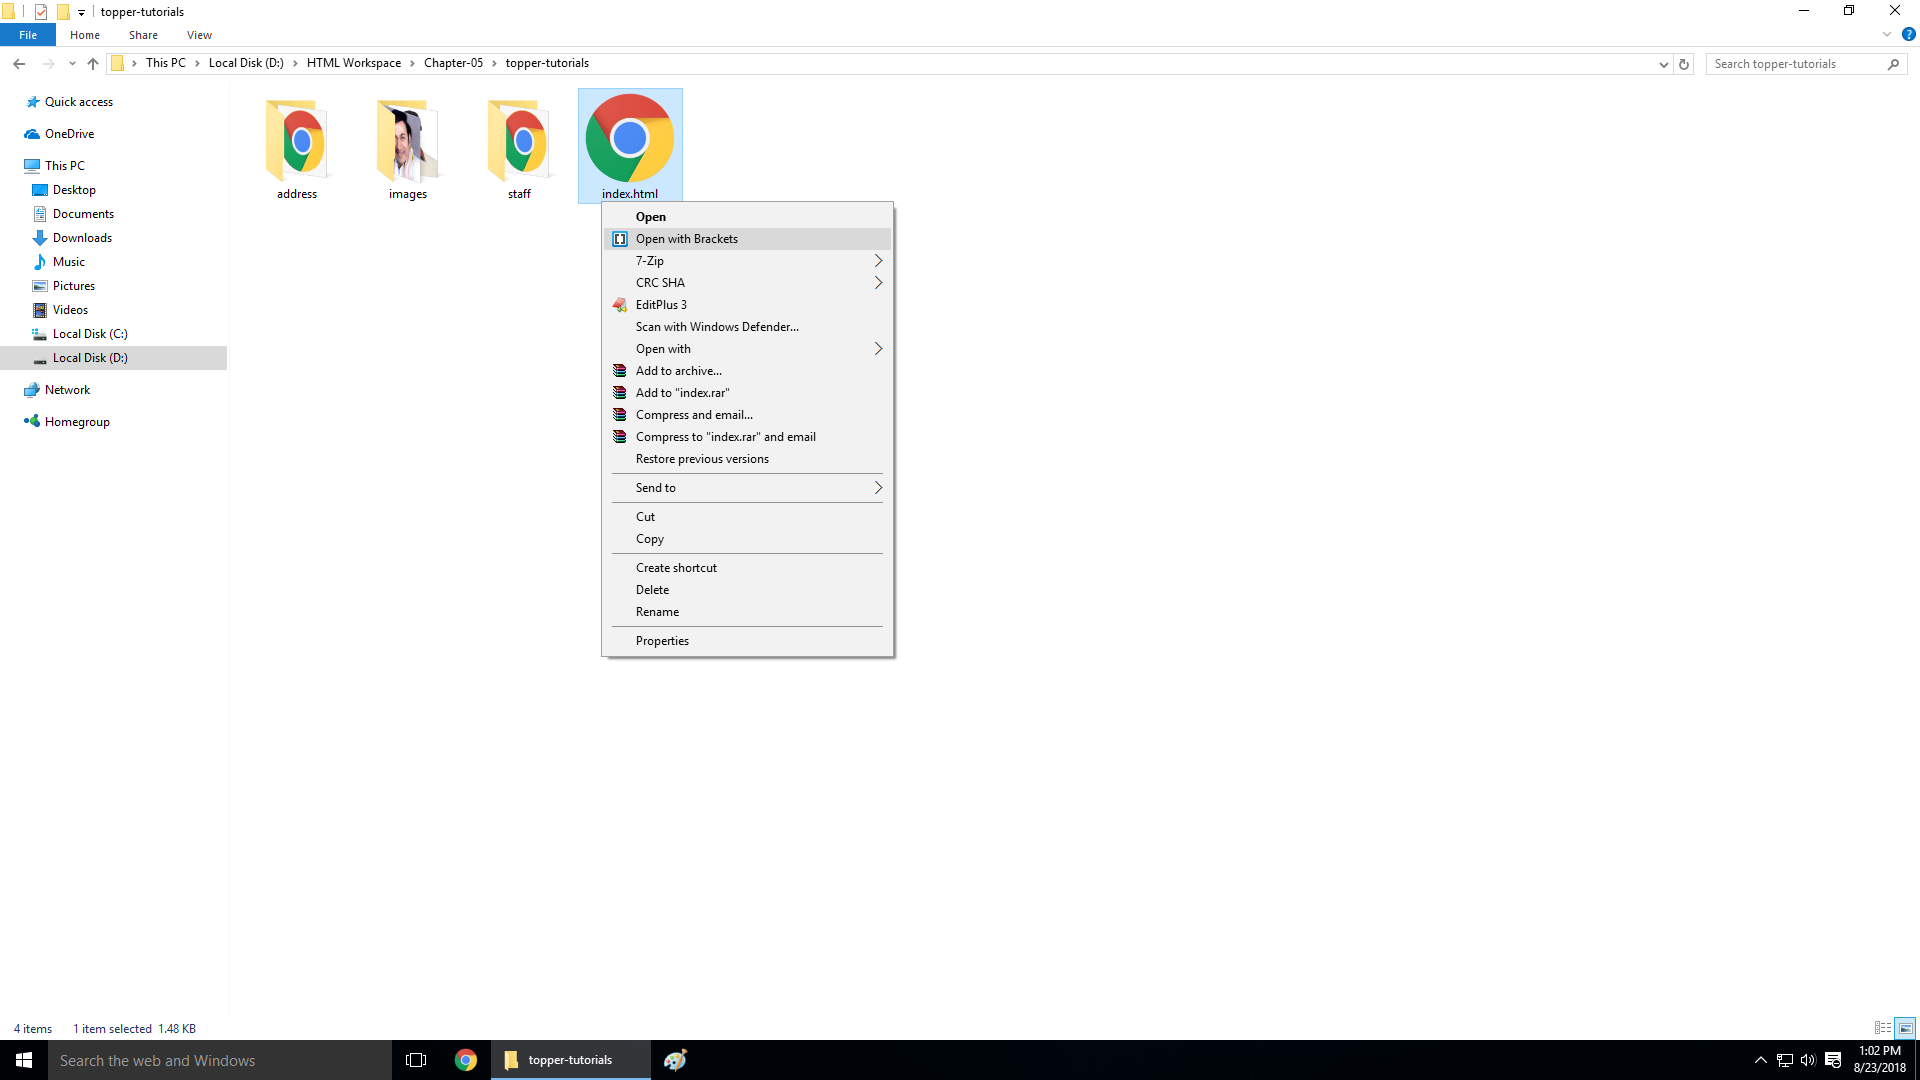 topper-tutorials
File Home Share View
This PC Local Disk (D:) HTML Workspace Chapter-05 topper-tutorials
Search topper-tutorials
Quick access
OneDrive
This PC
Desktop
Documents
Downloads
Music
Pictures
Videos
Local Disk (C:)
Local Disk (D:)
Network
Homegroup
address images staff index.html
Open
Open with Brackets
7-Zip
CRC SHA
EditPlus 3
Scan with Windows Defender...
Open with
Add to archive...
Add to "index.rar"
Compress and email...
Compress to "index.rar" and email
Restore previous versions
Send to
Cut
Copy
Create shortcut
Delete
Rename
Properties
4 items 1 item selected 1.48 KB
Search the web and Windows
topper-tutorials
1:02 PM
8/23/2018